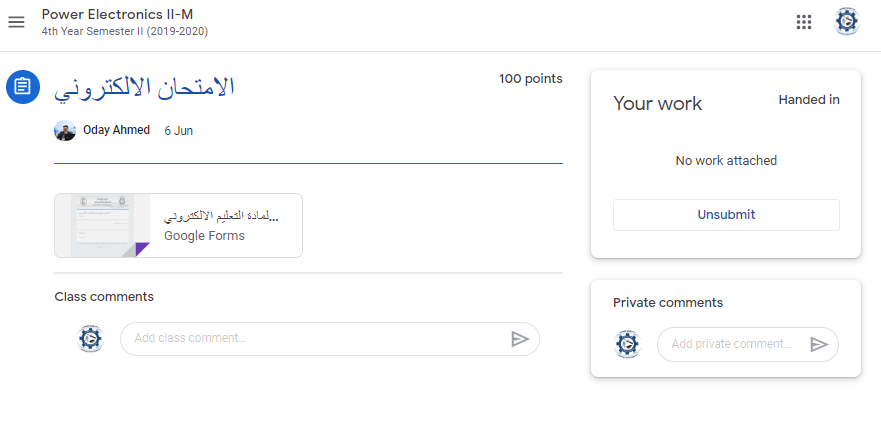 Power Electronics II-M
4th Year Semester II (2019-2020)
الامتحان الالكتروني
100 points
Oday Ahmed 6 Jun
لمادة التعليم الالكتروني...
Google Forms
Class comments
Add class comment...
Your work
Handed in
No work attached
Unsubmit
Private comments
Add private comment...